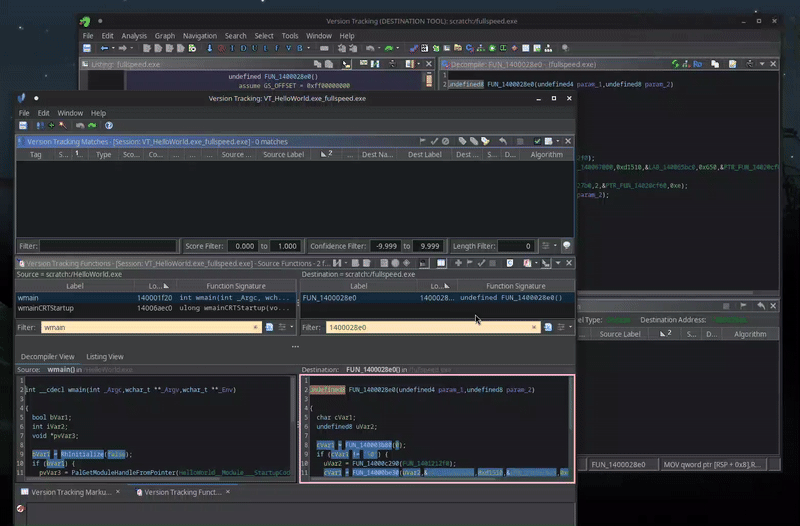 Version Tracking (DESTINATION TOOL): scratch:/fullspeed.exe
File Edit Analysis Graph Navigation Search Select Tools Window Help
Listing: fullspeed.exe
Decompile: FUN_1400028e0 - (fullspeed.exe)
undefined FUN_1400028e0()
assume GS_OFFSET = 0xff00000000
1
2 undefined8 FUN_1400028e0(undefined4 param_1,undefined8 param_2)
Version Tracking: VT_HelloWorld.exe_fullspeed.exe
File Edit Window Help
Version Tracking Matches - [Session: VT_HelloWorld.exe_fullspeed.exe] - 0 matches
Tag S... 1 Type Sco... Co... ... ... Source ... Source Label 2 ... Dest Na... Dest Label Dest ... S... D... Algorithm
Filter: Score Filter: 0.000 to 1.000 Confidence Filter: -9.999 to 9.999 Length Filter: 0
Version Tracking Functions - [Session: VT_HelloWorld.exe_fullspeed.exe] - Source Functions - 2 f...
Source = scratch:/HelloWorld.exe
Destination = scratch:/fullspeed.exe
Label Lo... Function Signature
Label Lo... Function Signature
wmain 140001f20 int wmain(int _Argc, wch...
wmainCRTStartup 14006aec0 ulong wmainCRTStartup(vo...
FUN_1400028e0 1400028... undefined FUN_1400028e0()
Filter: wmain
Filter: 1400028e0
Decompiler View Listing View
Source: wmain() in /HelloWorld.exe
Destination: FUN_1400028e0() in /fullspeed.exe
1
2 int __cdecl wmain(int _Argc,wchar_t **_Argv,wchar_t **_Env)
3
4 {
5 bool bVar1;
6 int iVar2;
7 void *pvVar3;
8
9 bVar1 = RhInitialize(false);
10 if (bVar1) {
11 pvVar3 = PalGetModuleHandleFromPointer(
1
2 undefined8 FUN_1400028e0(undefined4 param_1,undefined8 param_2)
3
4 {
5 char cVar1;
6 undefined8 uVar2;
7
8 cVar1 = FUN_140003b80(0);
9 if (cVar1 != '\0') {
10 uVar2 = FUN_14000c290(
11 cVar1 = FUN_14000be30(uVar2,
Version Tracking Marku... Version Tracking Funct...
Destination Address:
Source Label 2 S... D... Algorithm
FUN_1400028e0 MOV qword ptr [RSP + 0x8],R...